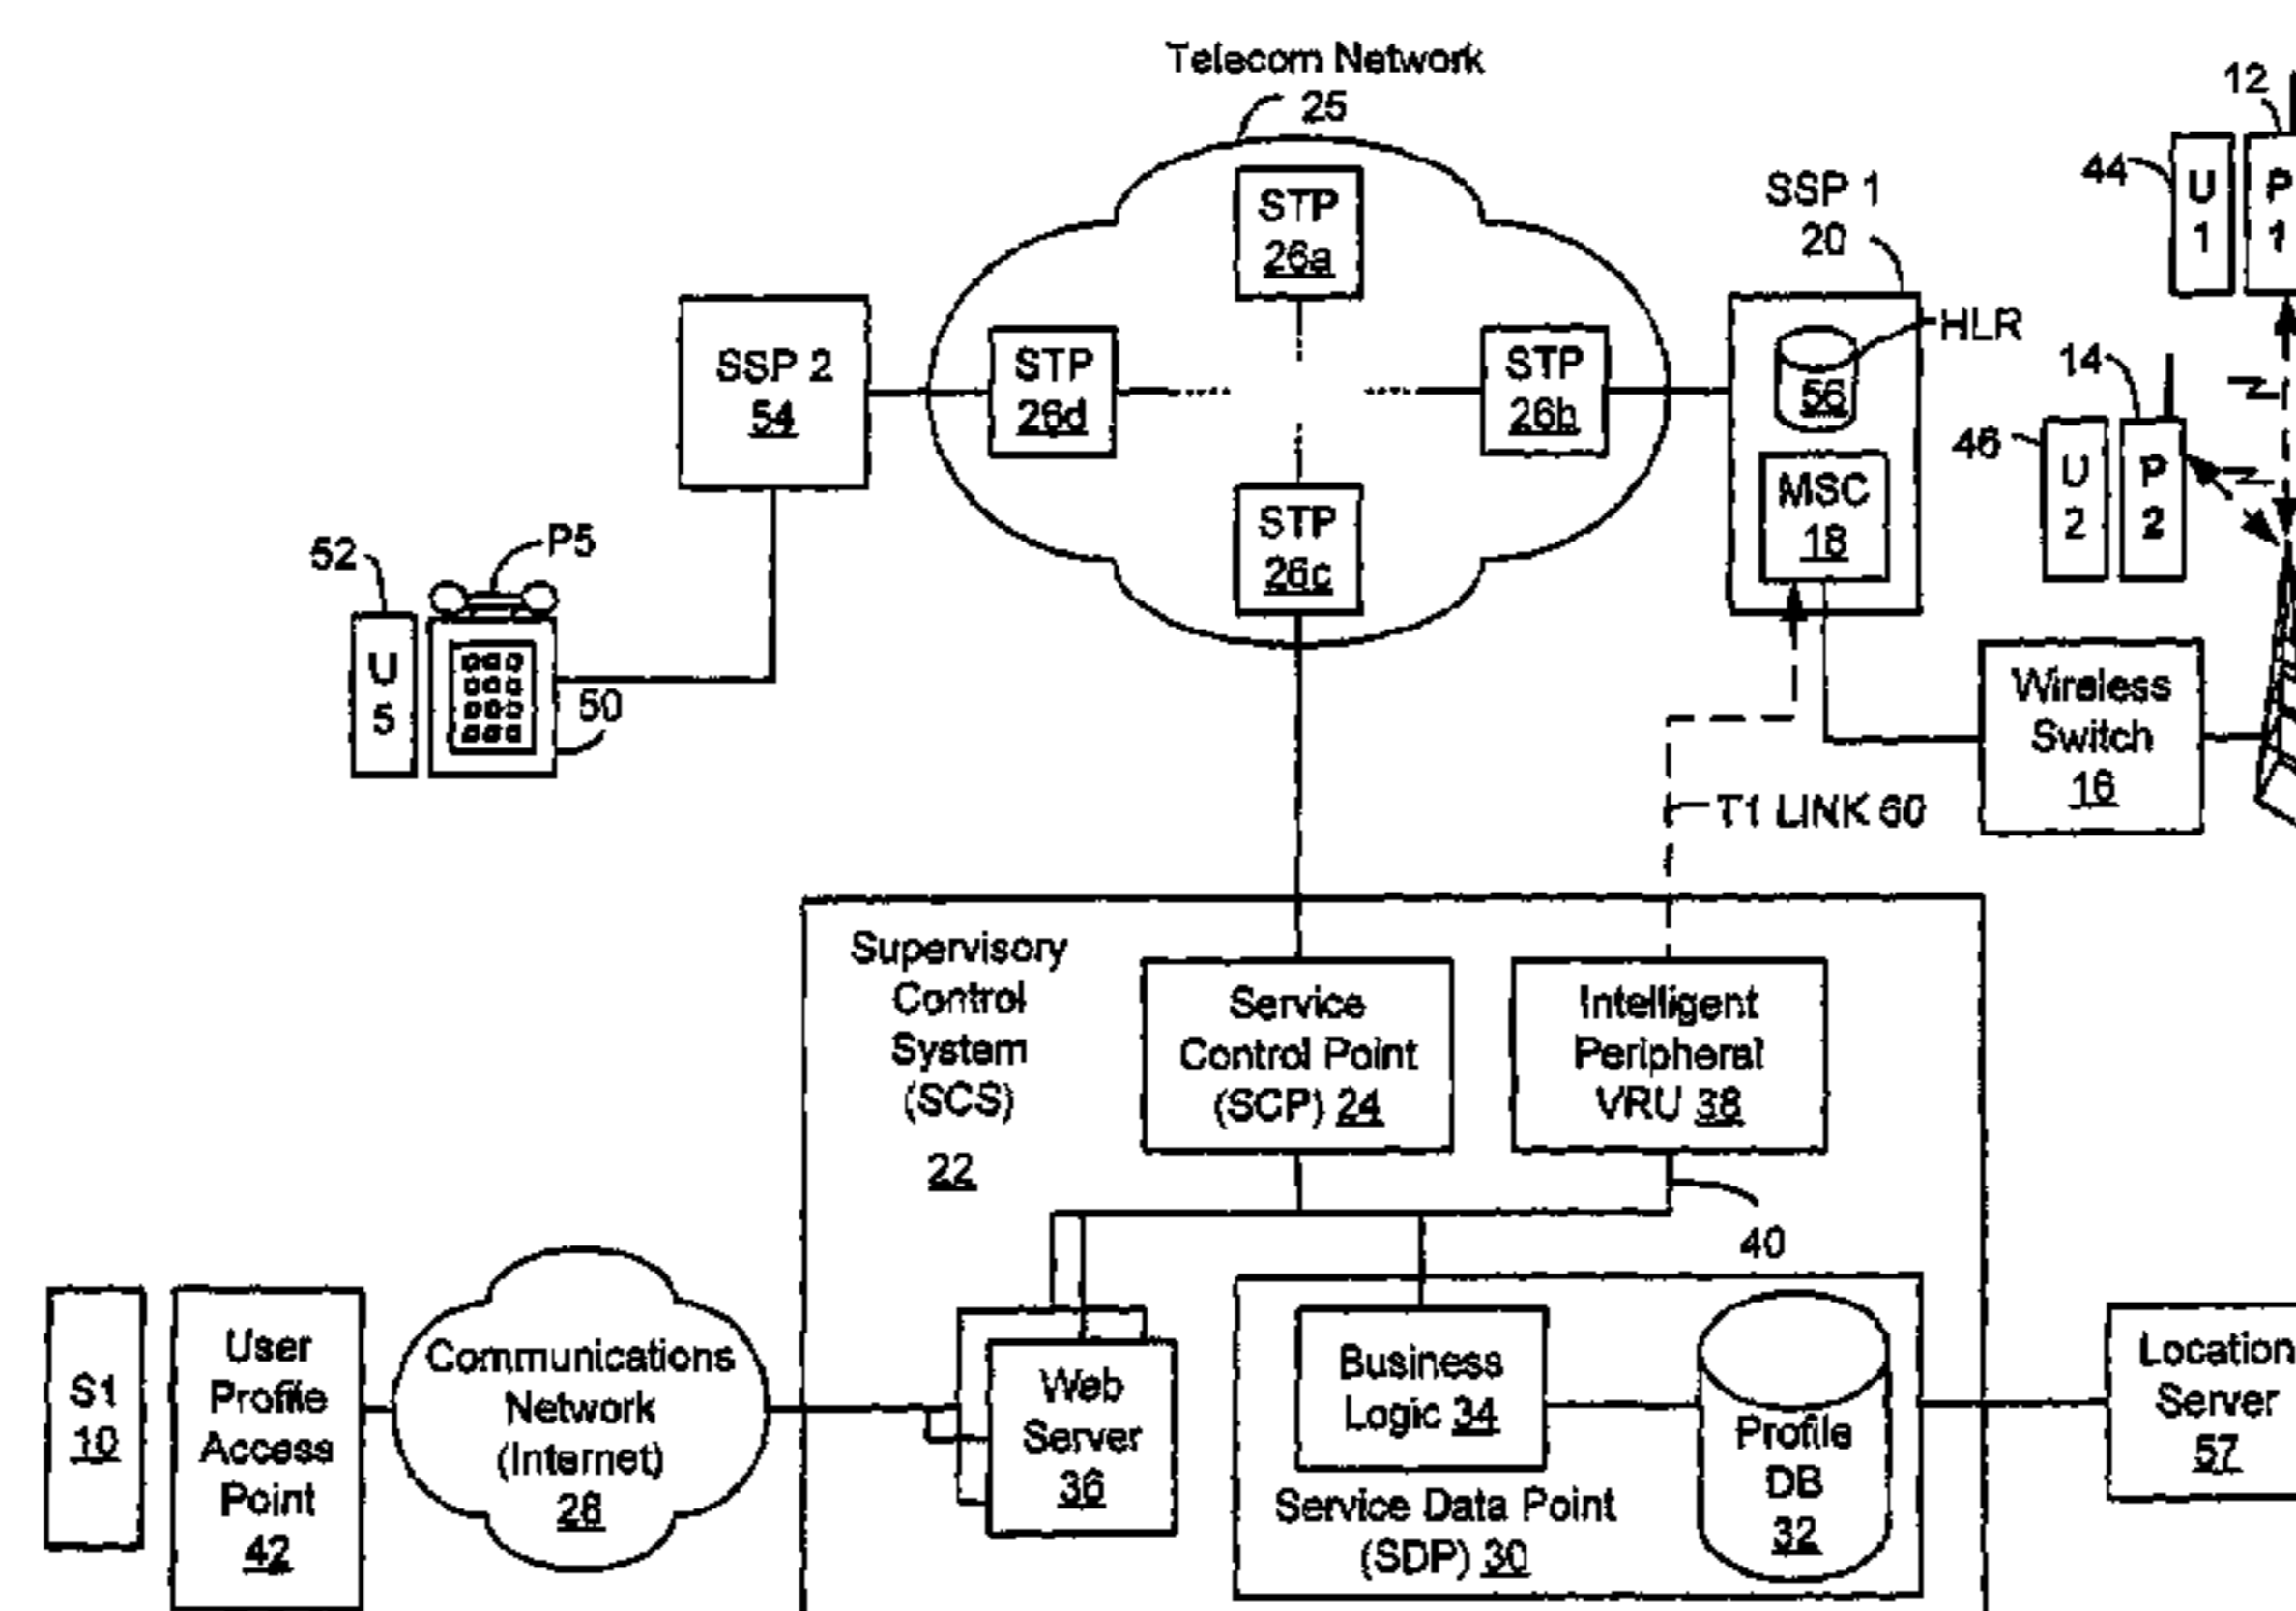 Telecom Network
25
12
44
U
1
P
1
STP
26a
SSP 1
20
HLR
56
14
46
U
2
P
2
SSP 2
54
STP
26d
STP
26b
MSC
18
STP
26c
52
P5
U
5
50
Wireless
Switch
16
T1 LINK 60
Supervisory
Control
System
(SCS)
22
Service
Control Point
(SCP) 24
Intelligent
Peripheral
VRU 38
40
S1
10
User
Profile
Access
Point
42
Communications
Network
(Internet)
28
Web
Server
36
Business
Logic 34
Profile
DB
32
Service Data Point
(SDP) 30
Location
Server
57